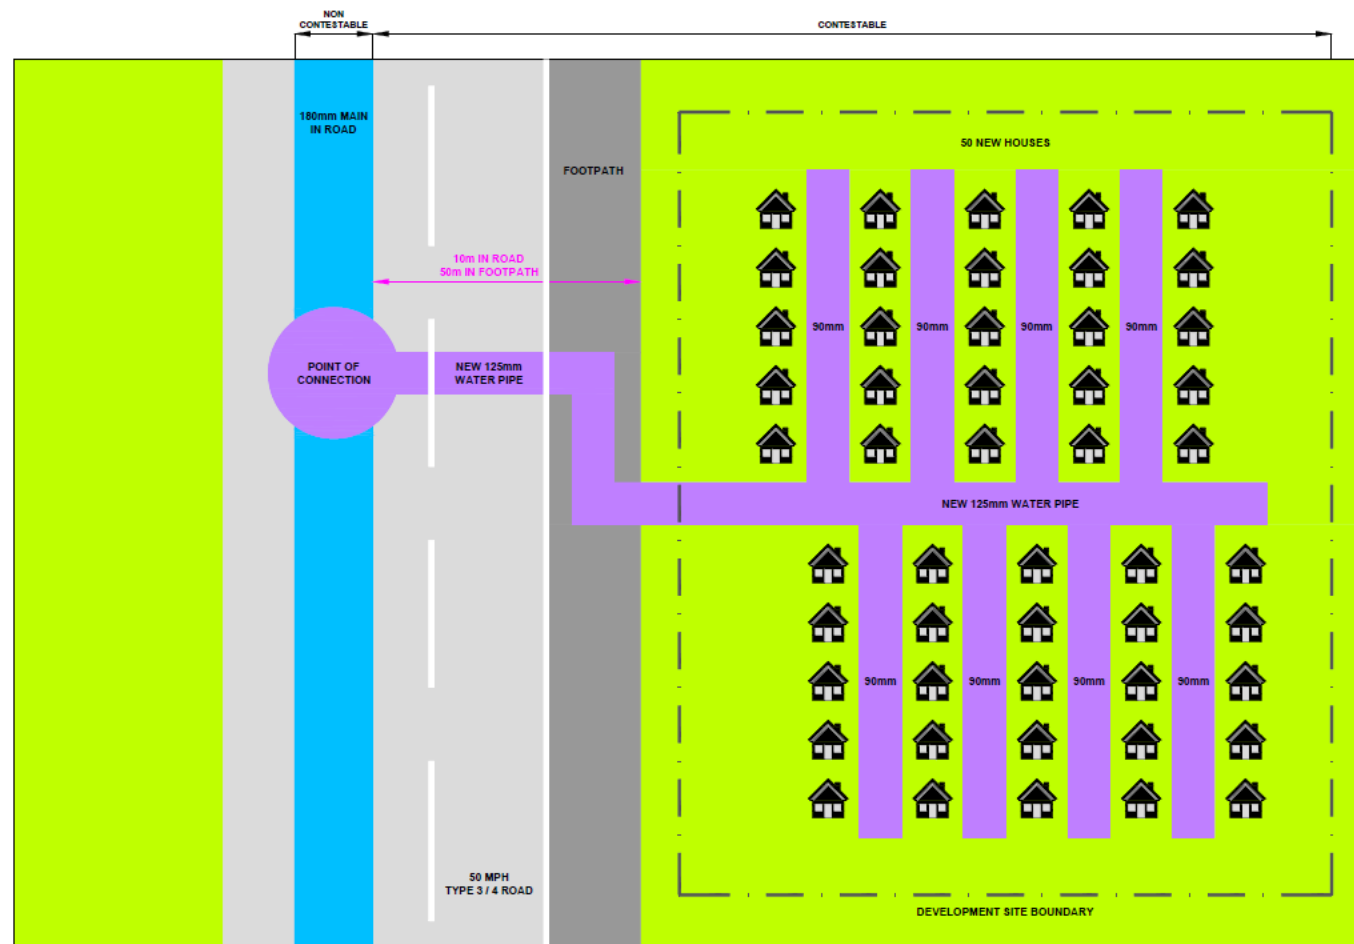 NON
CONTESTABLE
CONTESTABLE
180mm MAIN
IN ROAD
50 NEW HOUSES
FOOTPATH
10m IN ROAD
50m IN FOOTPATH
90mm
90mm
90mm
90mm
POINT OF
CONNECTION
NEW 125mm
WATER PIPE
NEW 125mm WATER PIPE
90mm
90mm
90mm
90mm
50 MPH
TYPE 3 / 4 ROAD
DEVELOPMENT SITE BOUNDARY